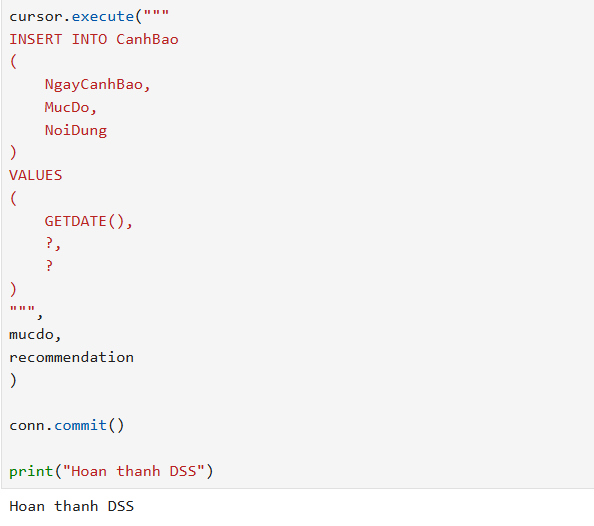 cursor.execute("""
INSERT INTO CanhBao
(
    NgayCanhBao,
    MucDo,
    NoiDung
)
VALUES
(
    GETDATE(),
    ?,
    ?
)
""",
mucdo,
recommendation
)

conn.commit()

print("Hoan thanh DSS")
Hoan thanh DSS